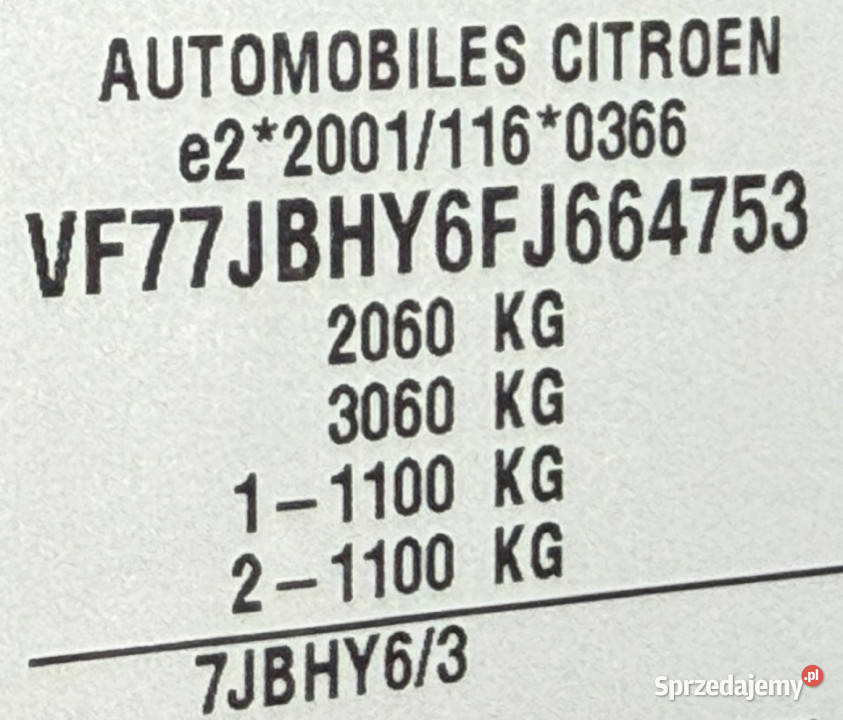 AUTOMOBILES CITROEN
e2*2001/116*0366
VF77JBHY6FJ664753
2060 KG
3060 KG
1-1100 KG
2-1100 KG
7JBHY6/3
Sprzedajemy.pl